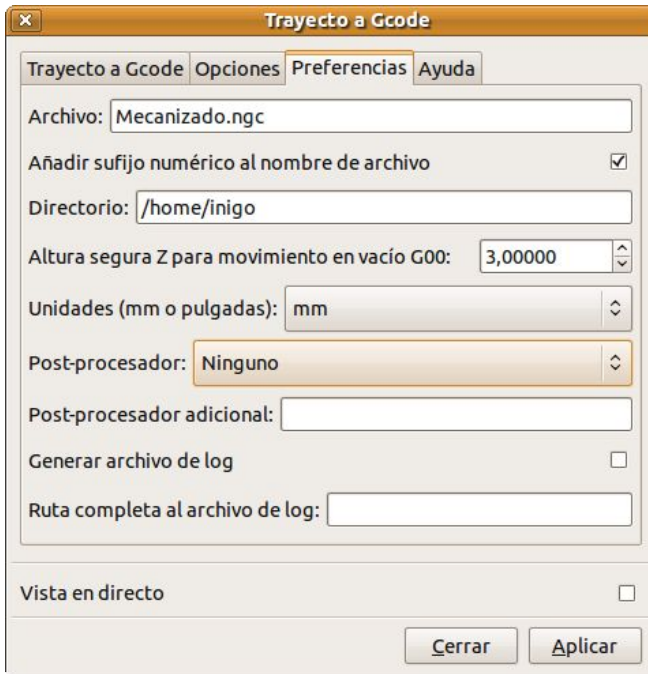 Trayecto a Gcode
Trayecto a Gcode Opciones Preferencias Ayuda
Archivo: Mecanizado.ngc
Añadir sufijo numérico al nombre de archivo
Directorio: /home/inigo
Altura segura Z para movimiento en vacío G00: 3,00000
Unidades (mm o pulgadas): mm
Post-procesador: Ninguno
Post-procesador adicional:
Generar archivo de log
Ruta completa al archivo de log:
Vista en directo
Cerrar Aplicar